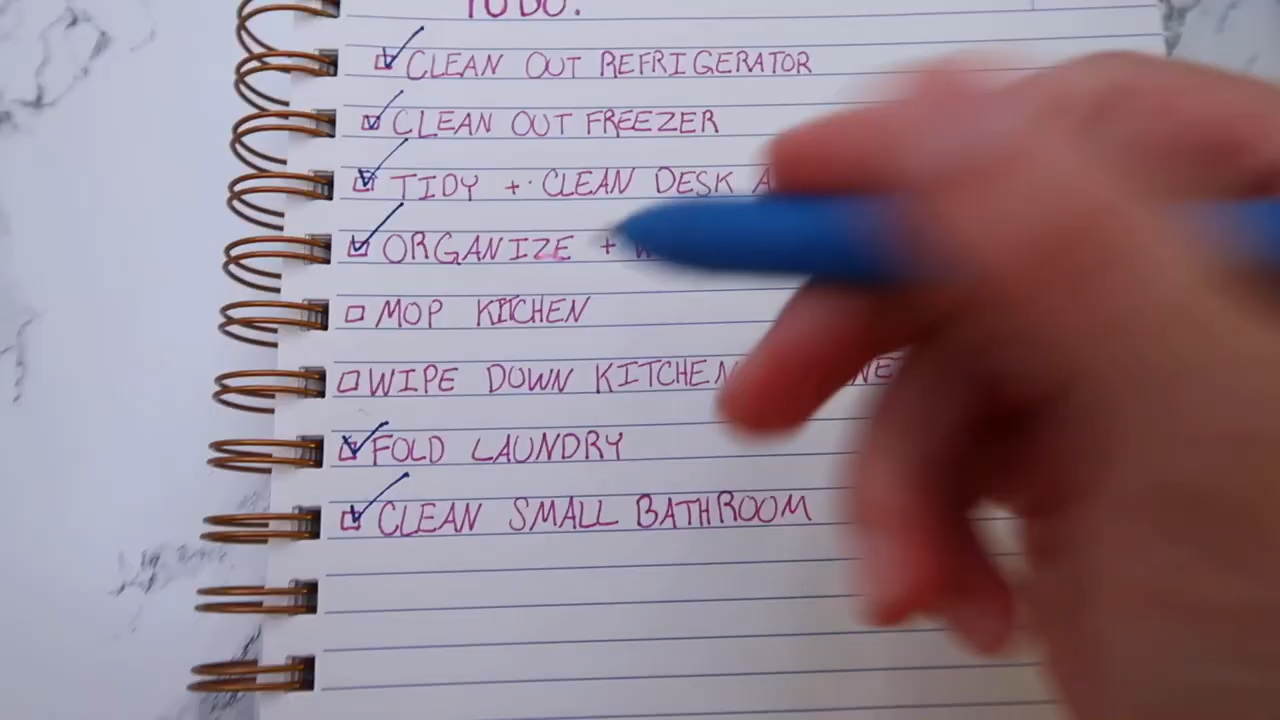 TO DO:
CLEAN OUT REFRIGERATOR
CLEAN OUT FREEZER
TIDY + CLEAN DESK
ORGANIZE +
MOP KITCHEN
WIPE DOWN KITCHEN
FOLD LAUNDRY
CLEAN SMALL BATHROOM